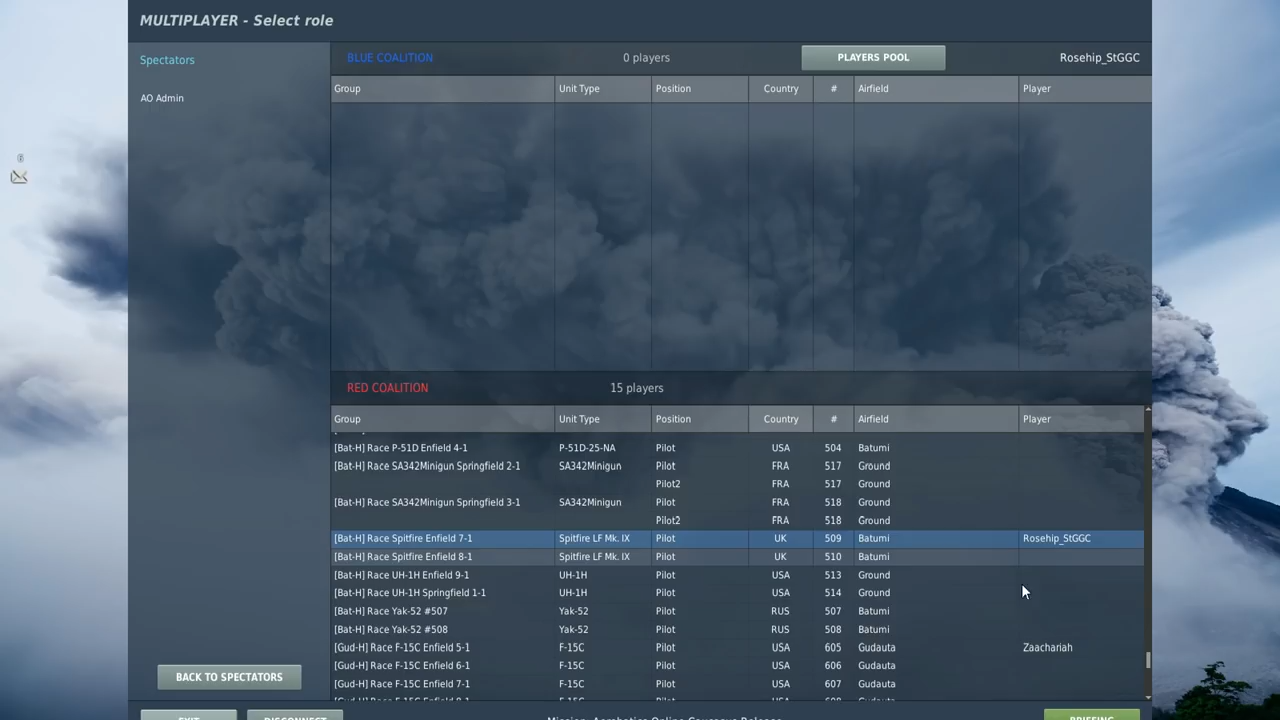 MULTIPLAYER - Select role
Spectators
AO Admin
6
BLUE COALITION 0 players PLAYERS POOL Rosehip_StGGC
Group Unit Type Position Country # Airfield Player
RED COALITION 15 players
Group Unit Type Position Country # Airfield Player
[Bat-H] Race P-51D Enfield 4-1 P-51D-25-NA Pilot USA 504 Batumi
[Bat-H] Race SA342Minigun Springfield 2-1 SA342Minigun Pilot FRA 517 Ground
Pilot2 FRA 517 Ground
[Bat-H] Race SA342Minigun Springfield 3-1 SA342Minigun Pilot FRA 518 Ground
Pilot2 FRA 518 Ground
[Bat-H] Race Spitfire Enfield 7-1 Spitfire LF Mk. IX Pilot UK 509 Batumi Rosehip_StGGC
[Bat-H] Race Spitfire Enfield 8-1 Spitfire LF Mk. IX Pilot UK 510 Batumi
[Bat-H] Race UH-1H Enfield 9-1 UH-1H Pilot USA 513 Ground
[Bat-H] Race UH-1H Springfield 1-1 UH-1H Pilot USA 514 Ground
[Bat-H] Race Yak-52 #507 Yak-52 Pilot RUS 507 Batumi
[Bat-H] Race Yak-52 #508 Yak-52 Pilot RUS 508 Batumi
[Gud-H] Race F-15C Enfield 5-1 F-15C Pilot USA 605 Gudauta Zaachariah
[Gud-H] Race F-15C Enfield 6-1 F-15C Pilot USA 606 Gudauta
[Gud-H] Race F-15C Enfield 7-1 F-15C Pilot USA 607 Gudauta
BACK TO SPECTATORS
EXIT DISCONNECT BRIEFING